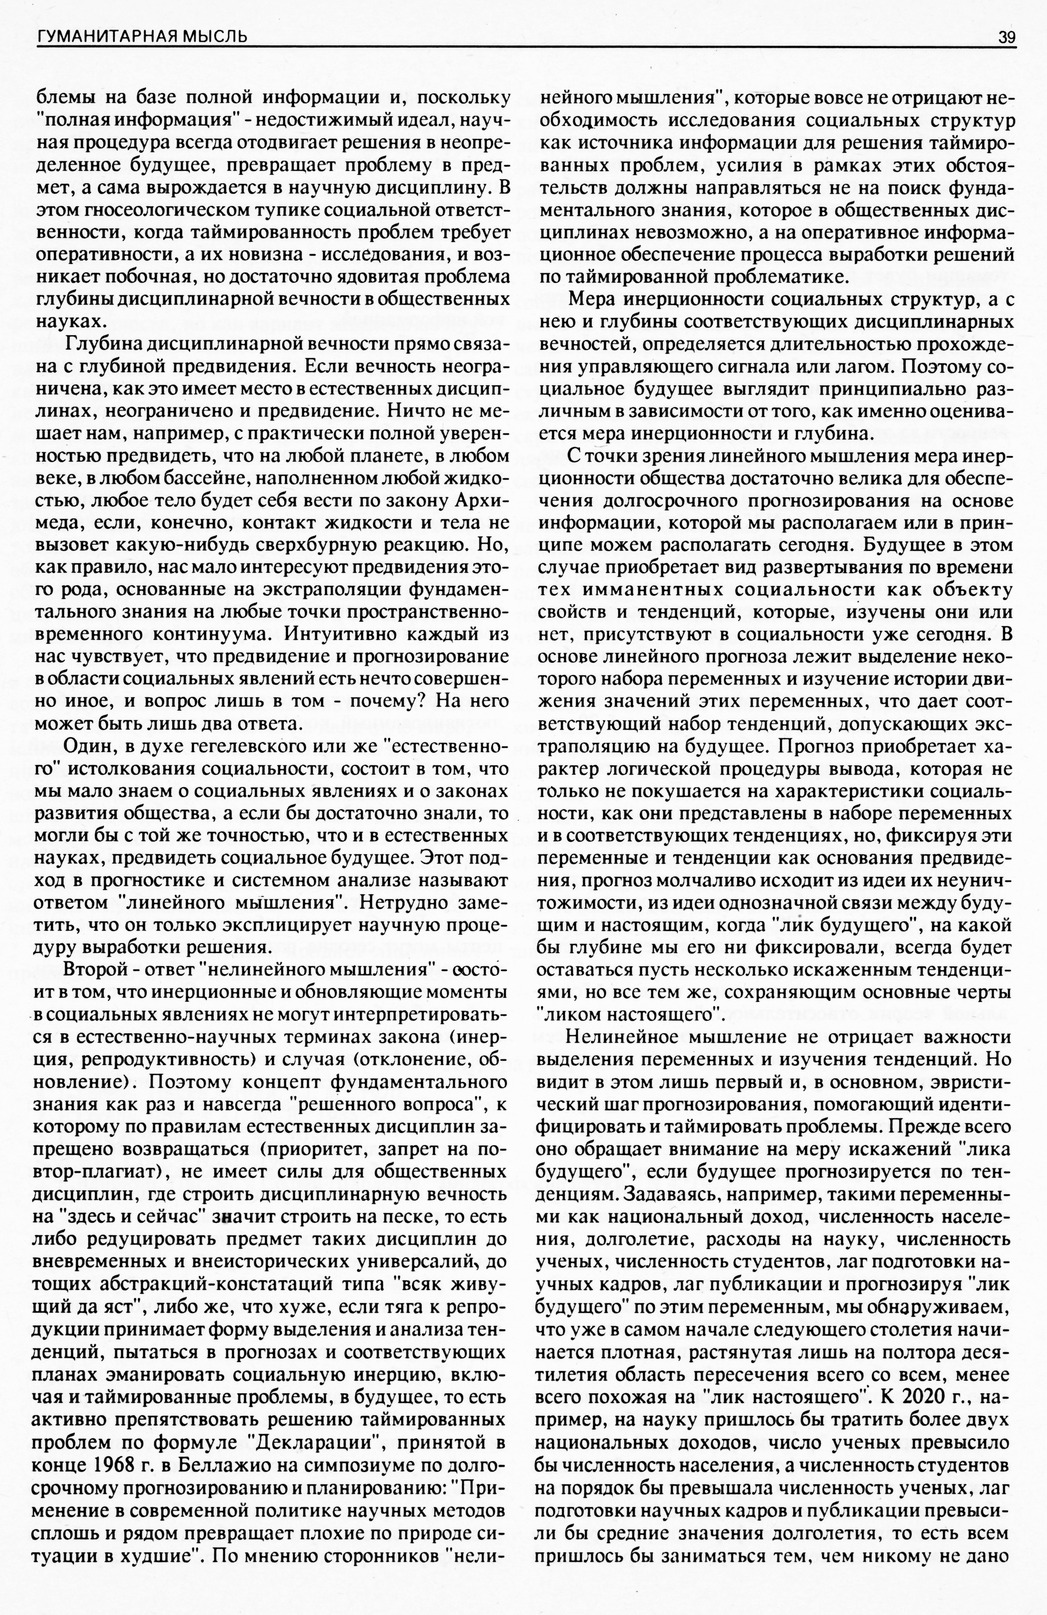 ГУМАНИТАРНАЯ МЫСЛЬ 39
блемы на базе полной информации и, поскольку
"полная информация" - недостижимый идеал, науч-
ная процедура всегда отодвигает решения в неопре-
деленное будущее, превращает проблему в пред-
мет, а сама вырождается в научную дисциплину. В
этом гносеологическом тупике социальной ответст-
венности, когда таймированность проблем требует
оперативности, а их новизна - исследования, и воз-
никает побочная, но достаточно ядовитая проблема
глубины дисциплинарной вечности в общественных
науках.
Глубина дисциплинарной вечности прямо связа-
на с глубиной предвидения. Если вечность неогра-
ничена, как это имеет место в естественных дисцип-
линах, неограничено и предвидение. Ничто не ме-
шает нам, например, с практически полной уверен-
ностью предвидеть, что на любой планете, в любом
веке, в любом бассейне, наполненном любой жидко-
стью, любое тело будет себя вести по закону Архи-
меда, если, конечно, контакт жидкости и тела не
вызовет какую-нибудь сверхбурную реакцию. Но,
как правило, нас мало интересуют предвидения это-
го рода, основанные на экстраполяции фундамен-
тального знания на любые точки пространственно-
временного континуума. Интуитивно каждый из
нас чувствует, что предвидение и прогнозирование
в области социальных явлений есть нечто совершен-
но иное, и вопрос лишь в том - почему? На него
может быть лишь два ответа.
Один, в духе гегелевского или же "естественно-
го" истолкования социальности, состоит в том, что
мы мало знаем о социальных явлениях и о законах
развития общества, а если бы достаточно знали, то
могли бы с той же точностью, что и в естественных
науках, предвидеть социальное будущее. Этот под-
ход в прогностике и системном анализе называют
ответом "линейного мышления". Нетрудно заме-
тить, что он только эксплицирует научную проце-
дуру выработки решения.
Второй - ответ "нелинейного мышления" - состо-
ит в том, что инерционные и обновляющие моменты
в социальных явлениях не могут интерпретировать-
ся в естественно-научных терминах закона (инер-
ция, репродуктивность) и случая (отклонение, об-
новление). Поэтому концепт фундаментального
знания как раз и навсегда "решенного вопроса", к
которому по правилам естественных дисциплин за-
прещено возвращаться (приоритет, запрет на по-
втор-плагиат), не имеет силы для общественных
дисциплин, где строить дисциплинарную вечность
на "здесь и сейчас" значит строить на песке, то есть
либо редуцировать предмет таких дисциплин до
вневременных и внеисторических универсалий, до
тощих абстракций-констатаций типа "всяк живу-
щий да яст", либо же, что хуже, если тяга к репро-
дукции принимает форму выделения и анализа тен-
денций, пытаться в прогнозах и соответствующих
планах эманировать социальную инерцию, вклю-
чая и таймированные проблемы, в будущее, то есть
активно препятствовать решению таймированных
проблем по формуле "Декларации", принятой в
конце 1968 г. в Беллажио на симпозиуме по долго-
срочному прогнозированию и планированию: "При-
менение в современной политике научных методов
сплошь и рядом превращает плохие по природе си-
туации в худшие". По мнению сторонников "нели-
нейного мышления", которые вовсе не отрицают не-
обходимость исследования социальных структур
как источника информации для решения таймиро-
ванных проблем, усилия в рамках этих обстоя-
тельств должны направляться не на поиск фунда-
ментального знания, которое в общественных дис-
циплинах невозможно, а на оперативное информа-
ционное обеспечение процесса выработки решений
по таймированной проблематике.
Мера инерционности социальных структур, а с
нею и глубины соответствующих дисциплинарных
вечностей, определяется длительностью прохожде-
ния управляющего сигнала или лагом. Поэтому со-
циальное будущее выглядит принципиально раз-
личным в зависимости от того, как именно оценива-
ется мера инерционности и глубина.
С точки зрения линейного мышления мера инер-
ционности общества достаточно велика для обеспе-
чения долгосрочного прогнозирования на основе
информации, которой мы располагаем или в прин-
ципе можем располагать сегодня. Будущее в этом
случае приобретает вид развертывания по времени
тех имманентных социальности как объекту
свойств и тенденций, которые, изучены они или
нет, присутствуют в социальности уже сегодня. В
основе линейного прогноза лежит выделение неко-
торого набора переменных и изучение истории дви-
жения значений этих переменных, что дает соот-
ветствующий набор тенденций, допускающих экс-
траполяцию на будущее. Прогноз приобретает ха-
рактер логической процедуры вывода, которая не
только не покушается на характеристики социаль-
ности, как они представлены в наборе переменных
и в соответствующих тенденциях, но, фиксируя эти
переменные и тенденции как основания предвиде-
ния, прогноз молчаливо исходит из идеи их неунич-
тожимости, из идеи однозначной связи между буду-
щим и настоящим, когда "лик будущего", на какой
бы глубине мы его ни фиксировали, всегда будет
оставаться пусть несколько искаженным тенденци-
ями, но все тем же, сохраняющим основные черты
"ликом настоящего".
Нелинейное мышление не отрицает важности
выделения переменных и изучения тенденций. Но
видит в этом лишь первый и, в основном, эвристи-
ческий шаг прогнозирования, помогающий иденти-
фицировать и таймировать проблемы. Прежде всего
оно обращает внимание на меру искажений "лика
будущего", если будущее прогнозируется по тен-
денциям. Задаваясь, например, такими переменны-
ми как национальный доход, численность населе-
ния, долголетие, расходы на науку, численность
ученых, численность студентов, лаг подготовки на-
учных кадров, лаг публикации и прогнозируя "лик
будущего" по этим переменным, мы обнаруживаем,
что уже в самом начале следующего столетия начи-
нается плотная, растянутая лишь на полтора деся-
тилетия область пересечения всего со всем, менее
всего похожая на "лик настоящего". К 2020 г., на-
пример, на науку пришлось бы тратить более двух
национальных доходов, число ученых превысило
бы численность населения, а численность студентов
на порядок бы превышала численность ученых, лаг
подготовки научных кадров и публикации превыси-
ли бы средние значения долголетия, то есть всем
пришлось бы заниматься тем, чем никому не дано